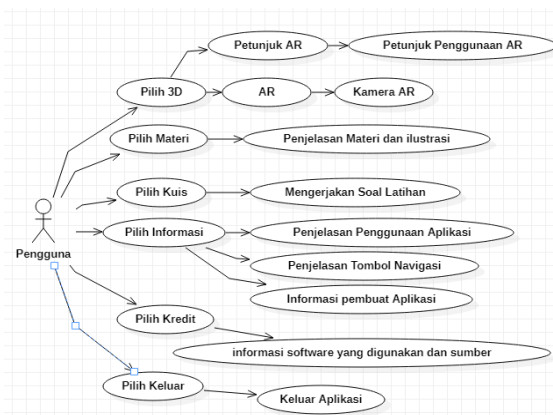 Petunjuk AR
Petunjuk Penggunaan AR
Pilih 3D
AR
Kamera AR
Pilih Materi
Penjelasan Materi dan ilustrasi
Pilih Kuis
Mengerjakan Soal Latihan
Pilih Informasi
Penjelasan Penggunaan Aplikasi
Pengguna
Penjelasan Tombol Navigasi
Informasi pembuat Aplikasi
Pilih Kredit
informasi software yang digunakan dan sumber
Pilih Keluar
Keluar Aplikasi